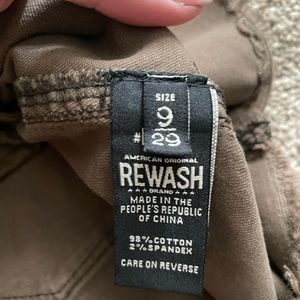 SIZE
9
# 29
AMERICAN ORIGINAL
REWASH
BRAND
MADE IN THE
PEOPLE'S REPUBLIC
OF CHINA
98% COTTON
2% SPANDEX
CARE ON REVERSE